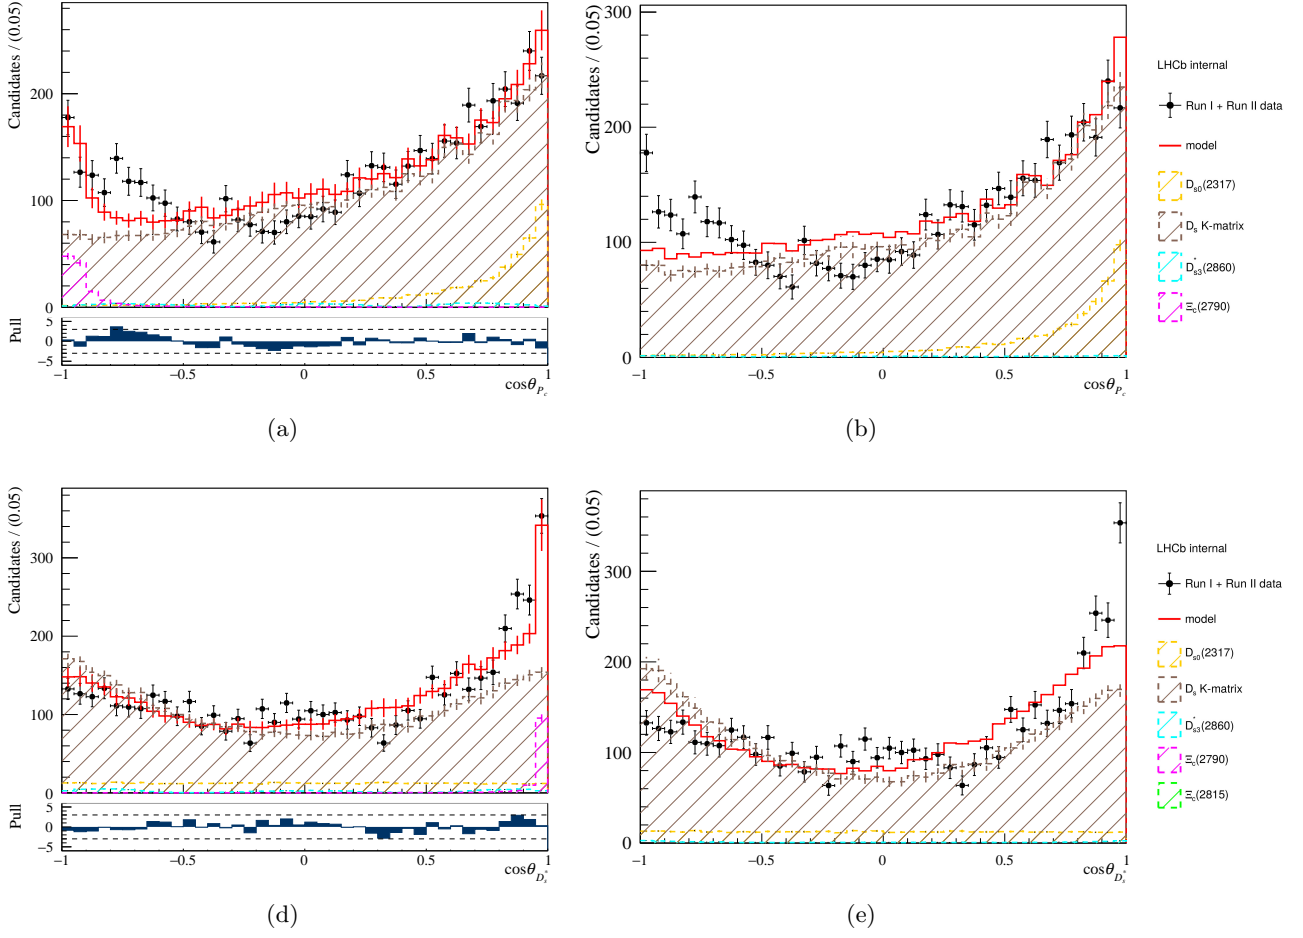 Candidates / (0.05)
200
100
0
Pull
5
0
−5
−1
−0.5
0
0.5
1
cosθ_{P_c}
(a)
Candidates / (0.05)
300
200
100
0
−1
−0.5
0
0.5
1
cosθ_{P_c}
(b)
LHCb internal
Run I + Run II data
model
D_{s0}(2317)
D_s K-matrix
D^*_{s3}(2860)
Ξ_c(2790)
Candidates / (0.05)
300
200
100
0
Pull
5
0
−5
−1
−0.5
0
0.5
1
cosθ_{D_s^*}
(d)
Candidates / (0.05)
300
200
100
0
−1
−0.5
0
0.5
1
cosθ_{D_s^*}
(e)
LHCb internal
Run I + Run II data
model
D_{s0}(2317)
D_s K-matrix
D^*_{s3}(2860)
Ξ_c(2790)
Ξ_c(2815)